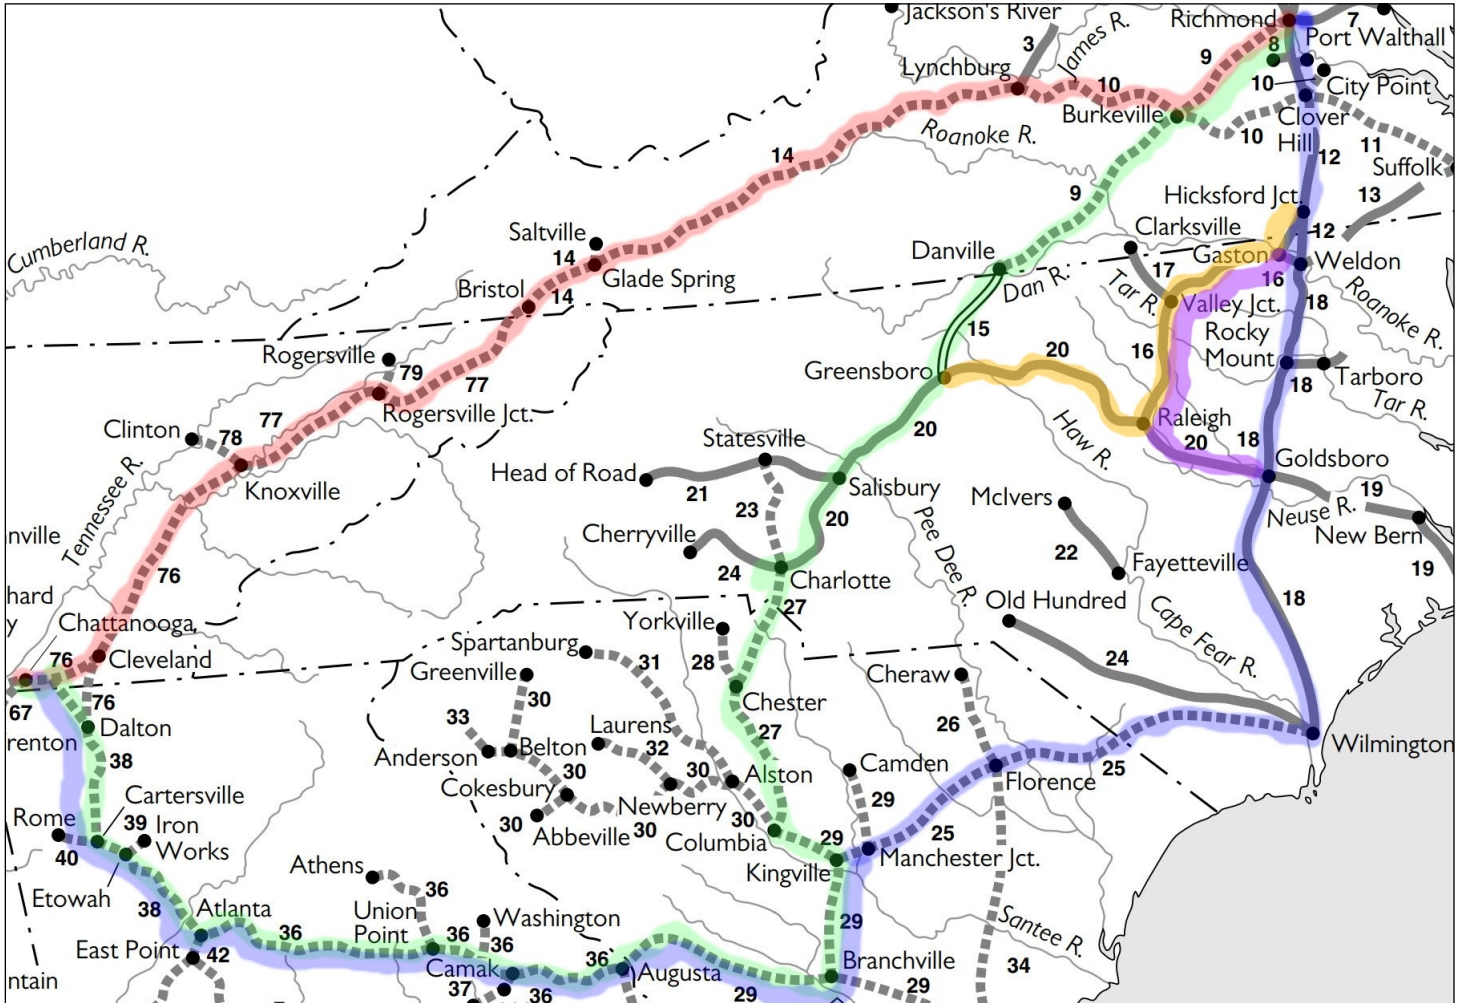 Jackson's River
Richmond
7
3
James R.
9
8
Port Walthall
Lynchburg
10
10
City Point
Burkeville
Clover
Hill
Roanoke R.
10
11
14
12
Suffolk
9
13
Hicksford Jct.
Saltville
Clarksville
12
Cumberland R.
14
Danville
Gaston
Weldon
Glade Spring
17
16
Bristol
14
Dan R.
Tar R.
Valley Jct.
18
Roanoke R.
15
Rocky
Mount
Rogersville
20
16
79
77
Greensboro
18
Tarboro
Tar R.
Rogersville Jct.
77
Clinton
78
Statesville
20
Haw R.
Raleigh
20
18
Goldsboro
Head of Road
Knoxville
21
Salisbury
McIvers
19
Tennessee R.
23
20
Neuse R.
New Bern
nville
Cherryville
Pee Dee R.
22
Fayetteville
76
24
Charlotte
19
hard
y
27
Old Hundred
18
Chattanooga
Yorkville
Cape Fear R.
Spartanburg
76
Cleveland
Greenville
31
28
Cheraw
24
67
76
30
Chester
renton
Dalton
33
Laurens
27
26
Wilmington
38
Anderson
Belton
32
Camden
25
30
30
Alston
Florence
Cartersville
Cokesbury
Rome
39
Iron
Works
30
Abbeville
Newberry
30
30
Columbia
29
29
25
40
Manchester Jct.
Athens
Kingville
Etowah
36
38
Atlanta
Union
Point
Washington
29
Santee R.
36
36
36
East Point
42
36
Branchville
34
Camak
Augusta
ntain
37
36
29
29